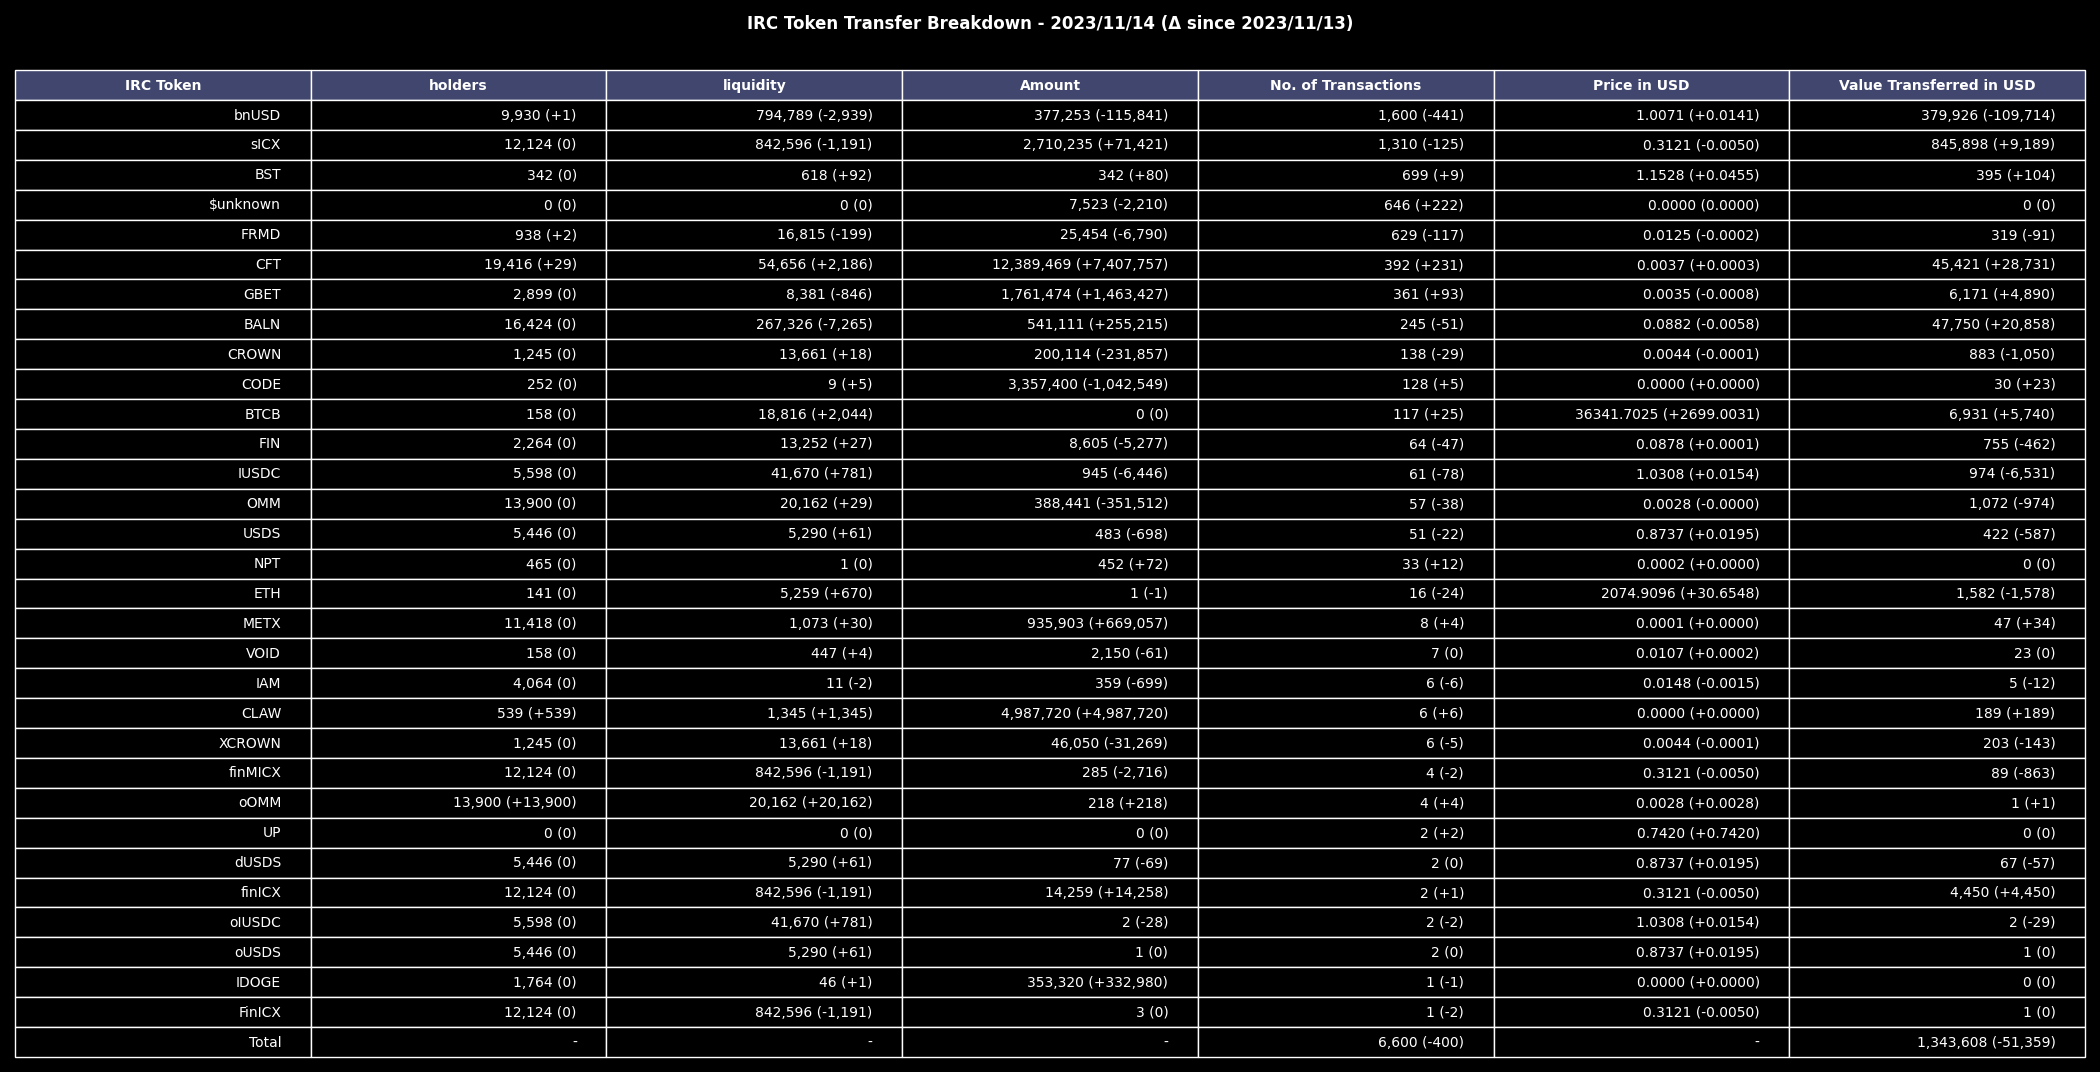 IRC Token Transfer Breakdown - 2023/11/14 (Δ since 2023/11/13)
IRC Token holders liquidity Amount No. of Transactions Price in USD Value Transferred in USD
bnUSD 9,930 (+1) 794,789 (-2,939) 377,253 (-115,841) 1,600 (-441) 1.0071 (+0.0141) 379,926 (-109,714)
sICX 12,124 (0) 842,596 (-1,191) 2,710,235 (+71,421) 1,310 (-125) 0.3121 (-0.0050) 845,898 (+9,189)
BST 342 (0) 618 (+92) 342 (+80) 699 (+9) 1.1528 (+0.0455) 395 (+104)
$unknown 0 (0) 0 (0) 7,523 (-2,210) 646 (+222) 0.0000 (0.0000) 0 (0)
FRMD 938 (+2) 16,815 (-199) 25,454 (-6,790) 629 (-117) 0.0125 (-0.0002) 319 (-91)
CFT 19,416 (+29) 54,656 (+2,186) 12,389,469 (+7,407,757) 392 (+231) 0.0037 (+0.0003) 45,421 (+28,731)
GBET 2,899 (0) 8,381 (-846) 1,761,474 (+1,463,427) 361 (+93) 0.0035 (-0.0008) 6,171 (+4,890)
BALN 16,424 (0) 267,326 (-7,265) 541,111 (+255,215) 245 (-51) 0.0882 (-0.0058) 47,750 (+20,858)
CROWN 1,245 (0) 13,661 (+18) 200,114 (-231,857) 138 (-29) 0.0044 (-0.0001) 883 (-1,050)
CODE 252 (0) 9 (+5) 3,357,400 (-1,042,549) 128 (+5) 0.0000 (+0.0000) 30 (+23)
BTCB 158 (0) 18,816 (+2,044) 0 (0) 117 (+25) 36341.7025 (+2699.0031) 6,931 (+5,740)
FIN 2,264 (0) 13,252 (+27) 8,605 (-5,277) 64 (-47) 0.0878 (+0.0001) 755 (-462)
IUSDC 5,598 (0) 41,670 (+781) 945 (-6,446) 61 (-78) 1.0308 (+0.0154) 974 (-6,531)
OMM 13,900 (0) 20,162 (+29) 388,441 (-351,512) 57 (-38) 0.0028 (-0.0000) 1,072 (-974)
USDS 5,446 (0) 5,290 (+61) 483 (-698) 51 (-22) 0.8737 (+0.0195) 422 (-587)
NPT 465 (0) 1 (0) 452 (+72) 33 (+12) 0.0002 (+0.0000) 0 (0)
ETH 141 (0) 5,259 (+670) 1 (-1) 16 (-24) 2074.9096 (+30.6548) 1,582 (-1,578)
METX 11,418 (0) 1,073 (+30) 935,903 (+669,057) 8 (+4) 0.0001 (+0.0000) 47 (+34)
VOID 158 (0) 447 (+4) 2,150 (-61) 7 (0) 0.0107 (+0.0002) 23 (0)
IAM 4,064 (0) 11 (-2) 359 (-699) 6 (-6) 0.0148 (-0.0015) 5 (-12)
CLAW 539 (+539) 1,345 (+1,345) 4,987,720 (+4,987,720) 6 (+6) 0.0000 (+0.0000) 189 (+189)
XCROWN 1,245 (0) 13,661 (+18) 46,050 (-31,269) 6 (-5) 0.0044 (-0.0001) 203 (-143)
finMICX 12,124 (0) 842,596 (-1,191) 285 (-2,716) 4 (-2) 0.3121 (-0.0050) 89 (-863)
oOMM 13,900 (+13,900) 20,162 (+20,162) 218 (+218) 4 (+4) 0.0028 (+0.0028) 1 (+1)
UP 0 (0) 0 (0) 0 (0) 2 (+2) 0.7420 (+0.7420) 0 (0)
dUSDS 5,446 (0) 5,290 (+61) 77 (-69) 2 (0) 0.8737 (+0.0195) 67 (-57)
finICX 12,124 (0) 842,596 (-1,191) 14,259 (+14,258) 2 (+1) 0.3121 (-0.0050) 4,450 (+4,450)
oIUSDC 5,598 (0) 41,670 (+781) 2 (-28) 2 (-2) 1.0308 (+0.0154) 2 (-29)
oUSDS 5,446 (0) 5,290 (+61) 1 (0) 2 (0) 0.8737 (+0.0195) 1 (0)
IDOGE 1,764 (0) 46 (+1) 353,320 (+332,980) 1 (-1) 0.0000 (+0.0000) 0 (0)
FinICX 12,124 (0) 842,596 (-1,191) 3 (0) 1 (-2) 0.3121 (-0.0050) 1 (0)
Total - - - 6,600 (-400) - 1,343,608 (-51,359)